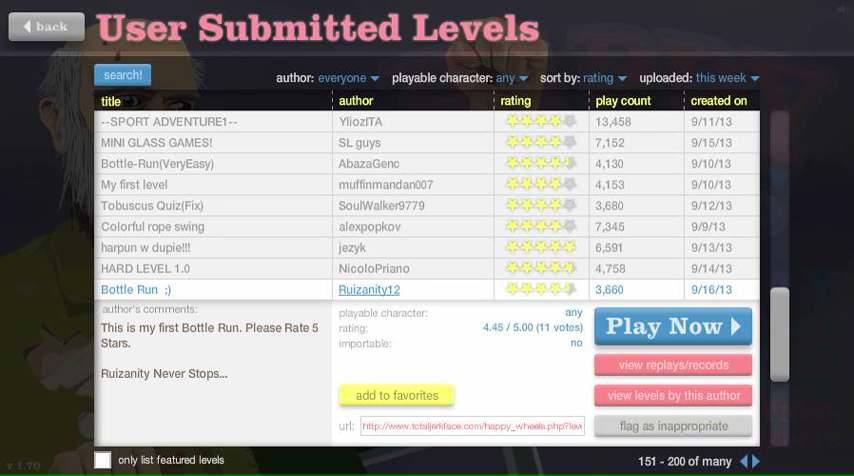 back
User Submitted Levels
search!
author: everyone playable character: any sort by: rating uploaded: this week
title author rating play count created on
--SPORT ADVENTURE1-- YliozITA 13,458 9/11/13
MINI GLASS GAMES! SL guys 7,152 9/15/13
Bottle-Run(VeryEasy) AbazaGenc 4,130 9/10/13
My first level muffinmandan007 4,153 9/10/13
Tobuscus Quiz(Fix) SoulWalker9779 3,680 9/12/13
Colorful rope swing alexpopkov 7,345 9/9/13
harpun w dupie!!! jezyk 6,591 9/13/13
HARD LEVEL 1.0 NicoloPriano 4,758 9/14/13
Bottle Run ;) Ruizanity12 3,660 9/16/13
author's comments:
This is my first Bottle Run. Please Rate 5
Stars.
Ruizanity Never Stops...
playable character: any
rating: 4.45 / 5.00 (11 votes)
importable: no
add to favorites
url: http://www.totaljerkface.com/happy_wheels.php?leve
Play Now
view replays/records
view levels by this author
flag as inappropriate
only list featured levels
151 - 200 of many
v 1.70